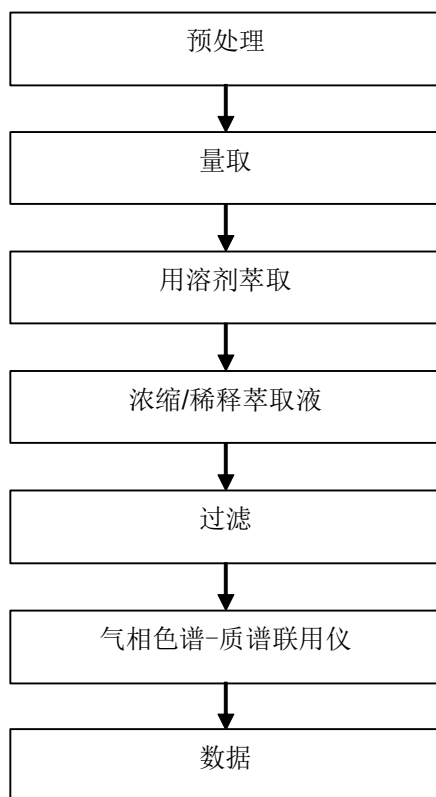 预处理
量取
用溶剂萃取
浓缩/稀释萃取液
过滤
气相色谱-质谱联用仪
数据